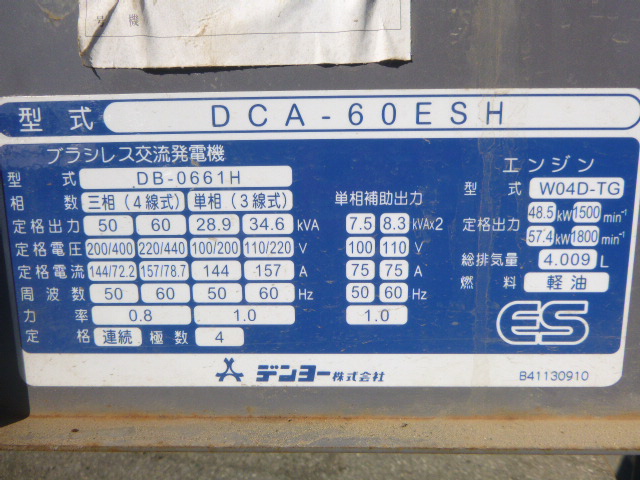 号機
型式 DCA-60ESH
ブラシレス交流発電機
型式 DB-0661H
相数 三相(4線式) 単相(3線式) 単相補助出力
定格出力 50 60 28.9 34.6 kVA 7.5 8.3 kVA×2
定格電圧 200/400 220/440 100/200 110/220 V 100 110 V
定格電流 144/72.2 157/78.7 144 157 A 75 75 A
周波数 50 60 50 60 Hz 50 60 Hz
力率 0.8 1.0 1.0
定格 連続 極数 4
エンジン
型式 W04D-TG
定格出力 48.5 kW 1500 min⁻¹
57.4 kW 1800 min⁻¹
総排気量 4.009 L
燃料 軽油
ES
デンヨー株式会社
B41130910